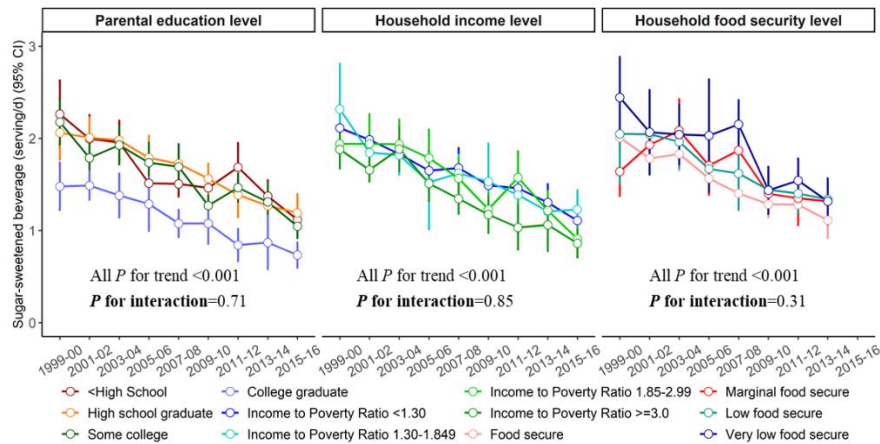 Parental education level
Household income level
Household food security level
Sugar-sweetened beverage (serving/d) (95% CI)
3
2
1
0
All P for trend <0.001
P for interaction=0.71
All P for trend <0.001
P for interaction=0.85
All P for trend <0.001
P for interaction=0.31
1999-00
2001-02
2003-04
2005-06
2007-08
2009-10
2011-12
2013-14
2015-16
1999-00
2001-02
2003-04
2005-06
2007-08
2009-10
2011-12
2013-14
2015-16
1999-00
2001-02
2003-04
2005-06
2007-08
2009-10
2011-12
2013-14
2015-16
<High School
High school graduate
Some college
College graduate
Income to Poverty Ratio <1.30
Income to Poverty Ratio 1.30-1.849
Income to Poverty Ratio 1.85-2.99
Income to Poverty Ratio >=3.0
Food secure
Marginal food secure
Low food secure
Very low food secure